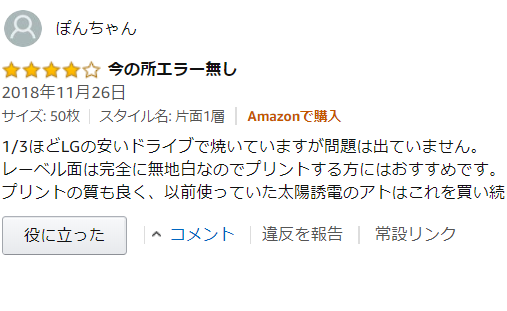 ぽんちゃん
今の所エラー無し
2018年11月26日
サイズ: 50枚 スタイル名: 片面1層 Amazonで購入
1/3ほどLGの安いドライブで焼いていますが問題は出ていません。
レーベル面は完全に無地白なのでプリントする方にはおすすめです。
プリントの質も良く、以前使っていた太陽誘電のアトはこれを買い続
役に立った コメント 違反を報告 常設リンク